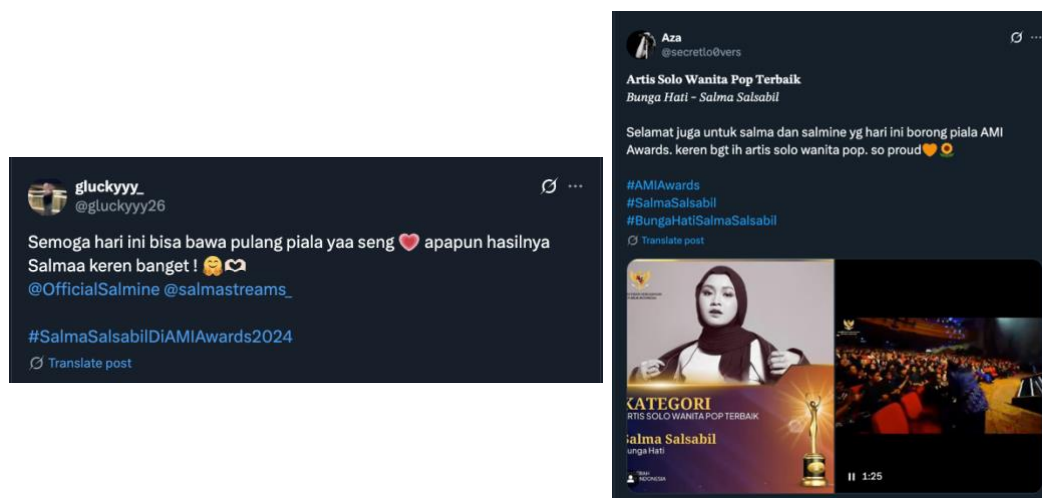 gluckyyy_
@gluckyyy26
Semoga hari ini bisa bawa pulang piala yaa seng ❤️ apapun hasilnya
Salmaa keren banget ! 🤗🫶
@OfficialSalmine @salmastreams_
#SalmaSalsabilDiAMIAwards2024
Translate post
Aza
@secretlo0vers
Artis Solo Wanita Pop Terbaik
Bunga Hati - Salma Salsabil
Selamat juga untuk salma dan salmine yg hari ini borong piala AMI
Awards. keren bgt ih artis solo wanita pop. so proud🧡🌻
#AMIAwards
#SalmaSalsabil
#BungaHatiSalmaSalsabil
Translate post
KATEGORI
RTIS SOLO WANITA POP TERBAIK
Salma Salsabil
unga Hati
NDONESIA
1:25